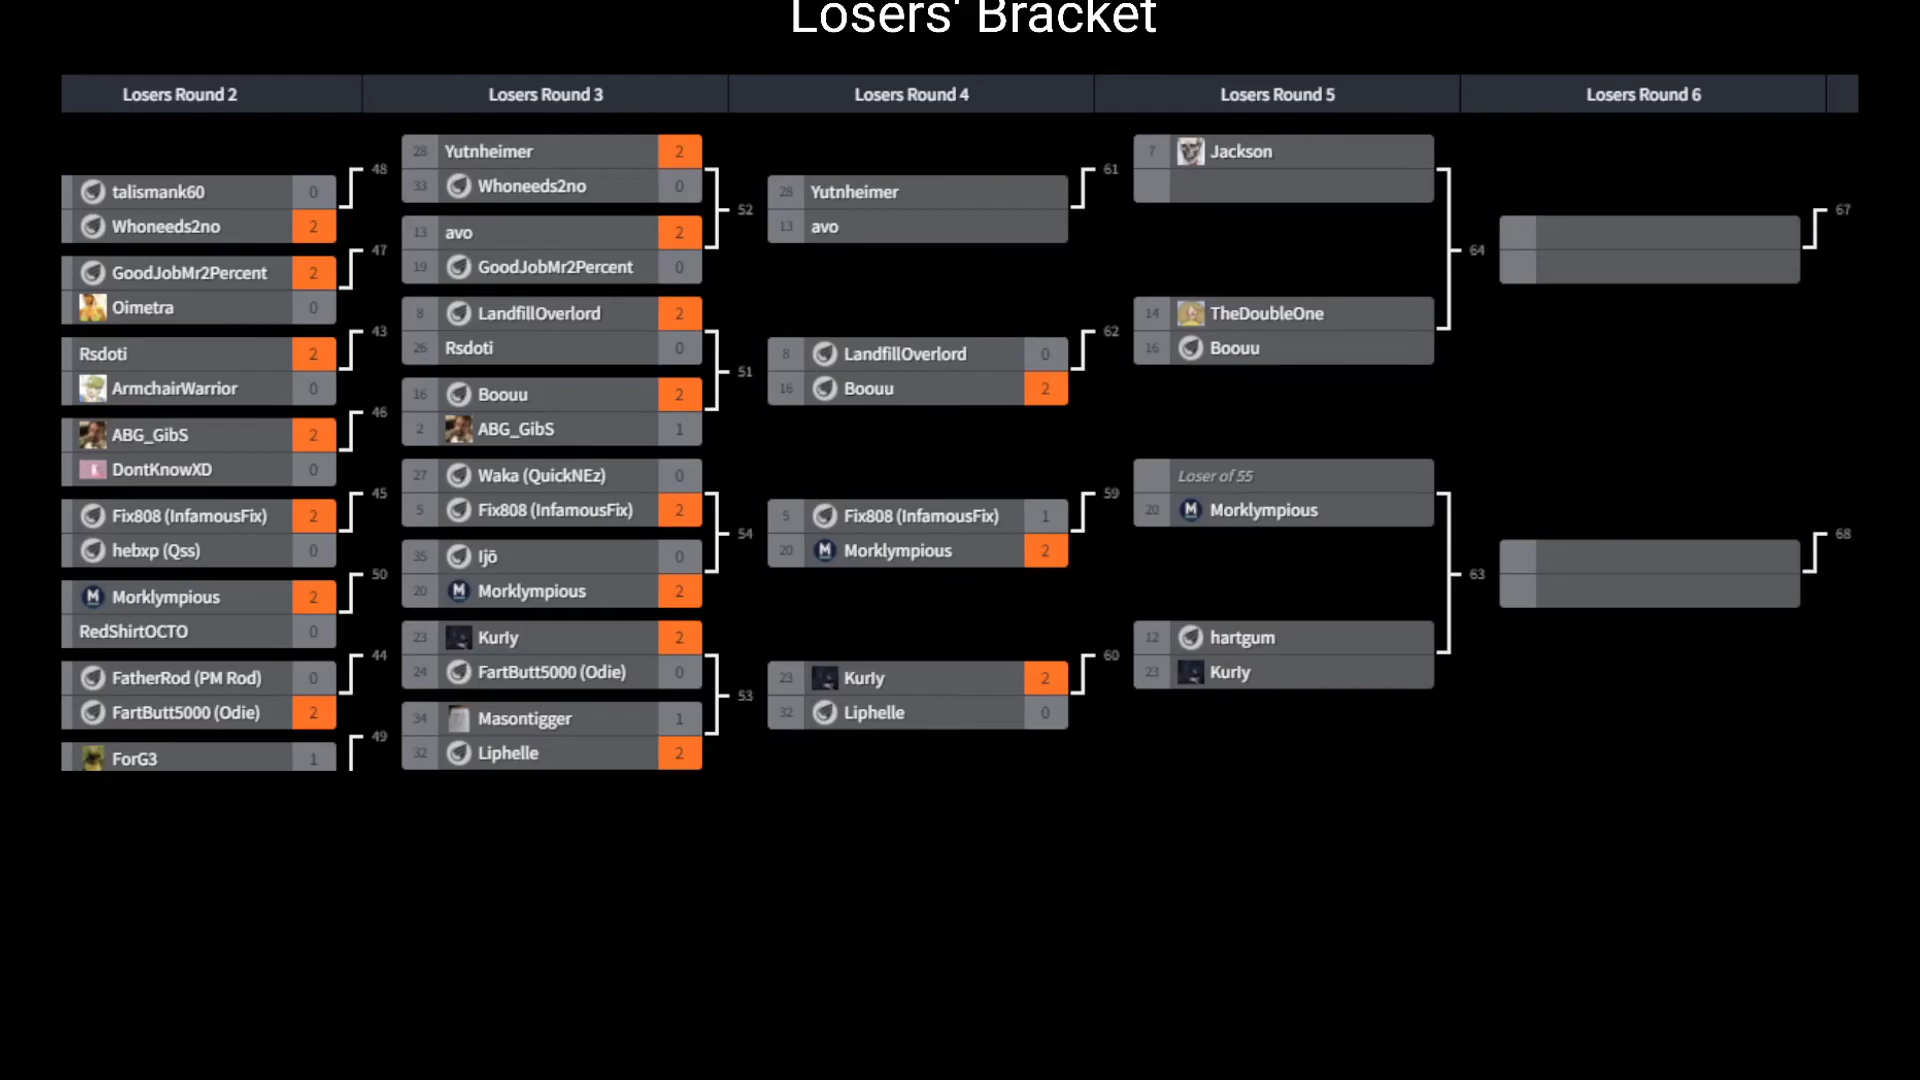 Losers' Bracket
Losers Round 2
Losers Round 3
Losers Round 4
Losers Round 5
Losers Round 6
talismank60 0
Whoneeds2no 2
48
GoodJobMr2Percent 2
Oimetra 0
47
Rsdoti 2
ArmchairWarrior 0
43
ABG_GibS 2
DontKnowXD 0
46
Fix808 (InfamousFix) 2
hebxp (Qss) 0
45
Morklympious 2
RedShirtOCTO 0
50
FatherRod (PM Rod) 0
FartButt5000 (Odie) 2
44
ForG3 1
49
28 Yutnheimer 2
33 Whoneeds2no 0
13 avo 2
19 GoodJobMr2Percent 0
52
8 LandfillOverlord 2
26 Rsdoti 0
16 Boouu 2
2 ABG_GibS 1
51
27 Waka (QuickNEz) 0
5 Fix808 (InfamousFix) 2
35 Ijō 0
20 Morklympious 2
54
23 Kurly 2
24 FartButt5000 (Odie) 0
34 Masontigger 1
32 Liphelle 2
53
28 Yutnheimer
13 avo
61
8 LandfillOverlord 0
16 Boouu 2
62
5 Fix808 (InfamousFix) 1
20 Morklympious 2
59
23 Kurly 2
32 Liphelle 0
60
7 Jackson
14 TheDoubleOne
16 Boouu
64
Loser of 55
20 Morklympious
12 hartgum
23 Kurly
63
67
68